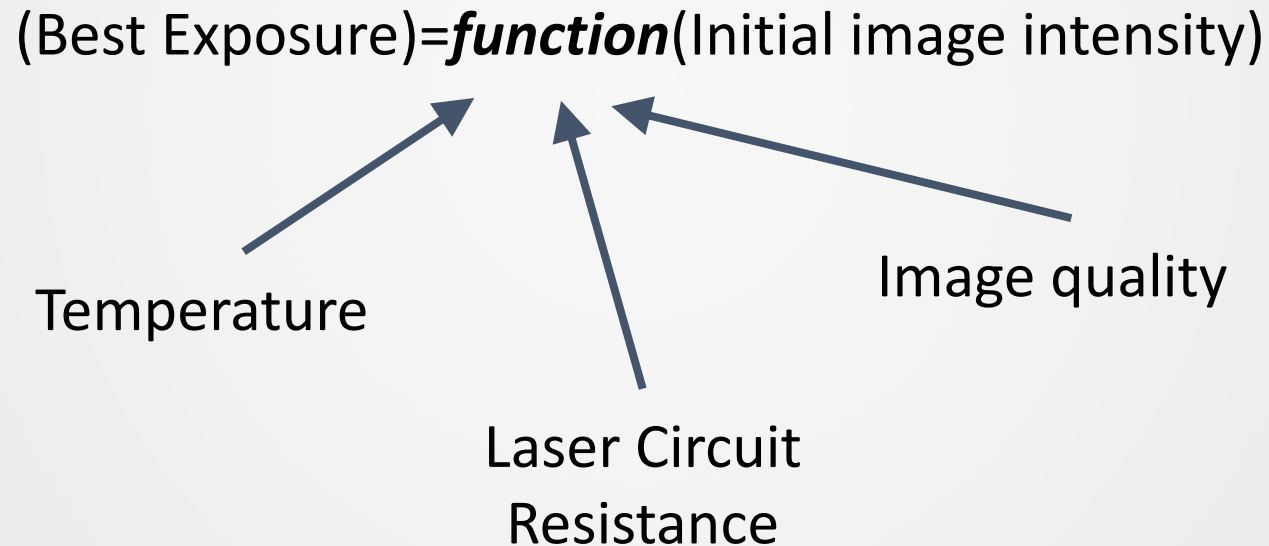 (Best Exposure)=function(Initial image intensity)
Temperature
Image quality
Laser Circuit
Resistance